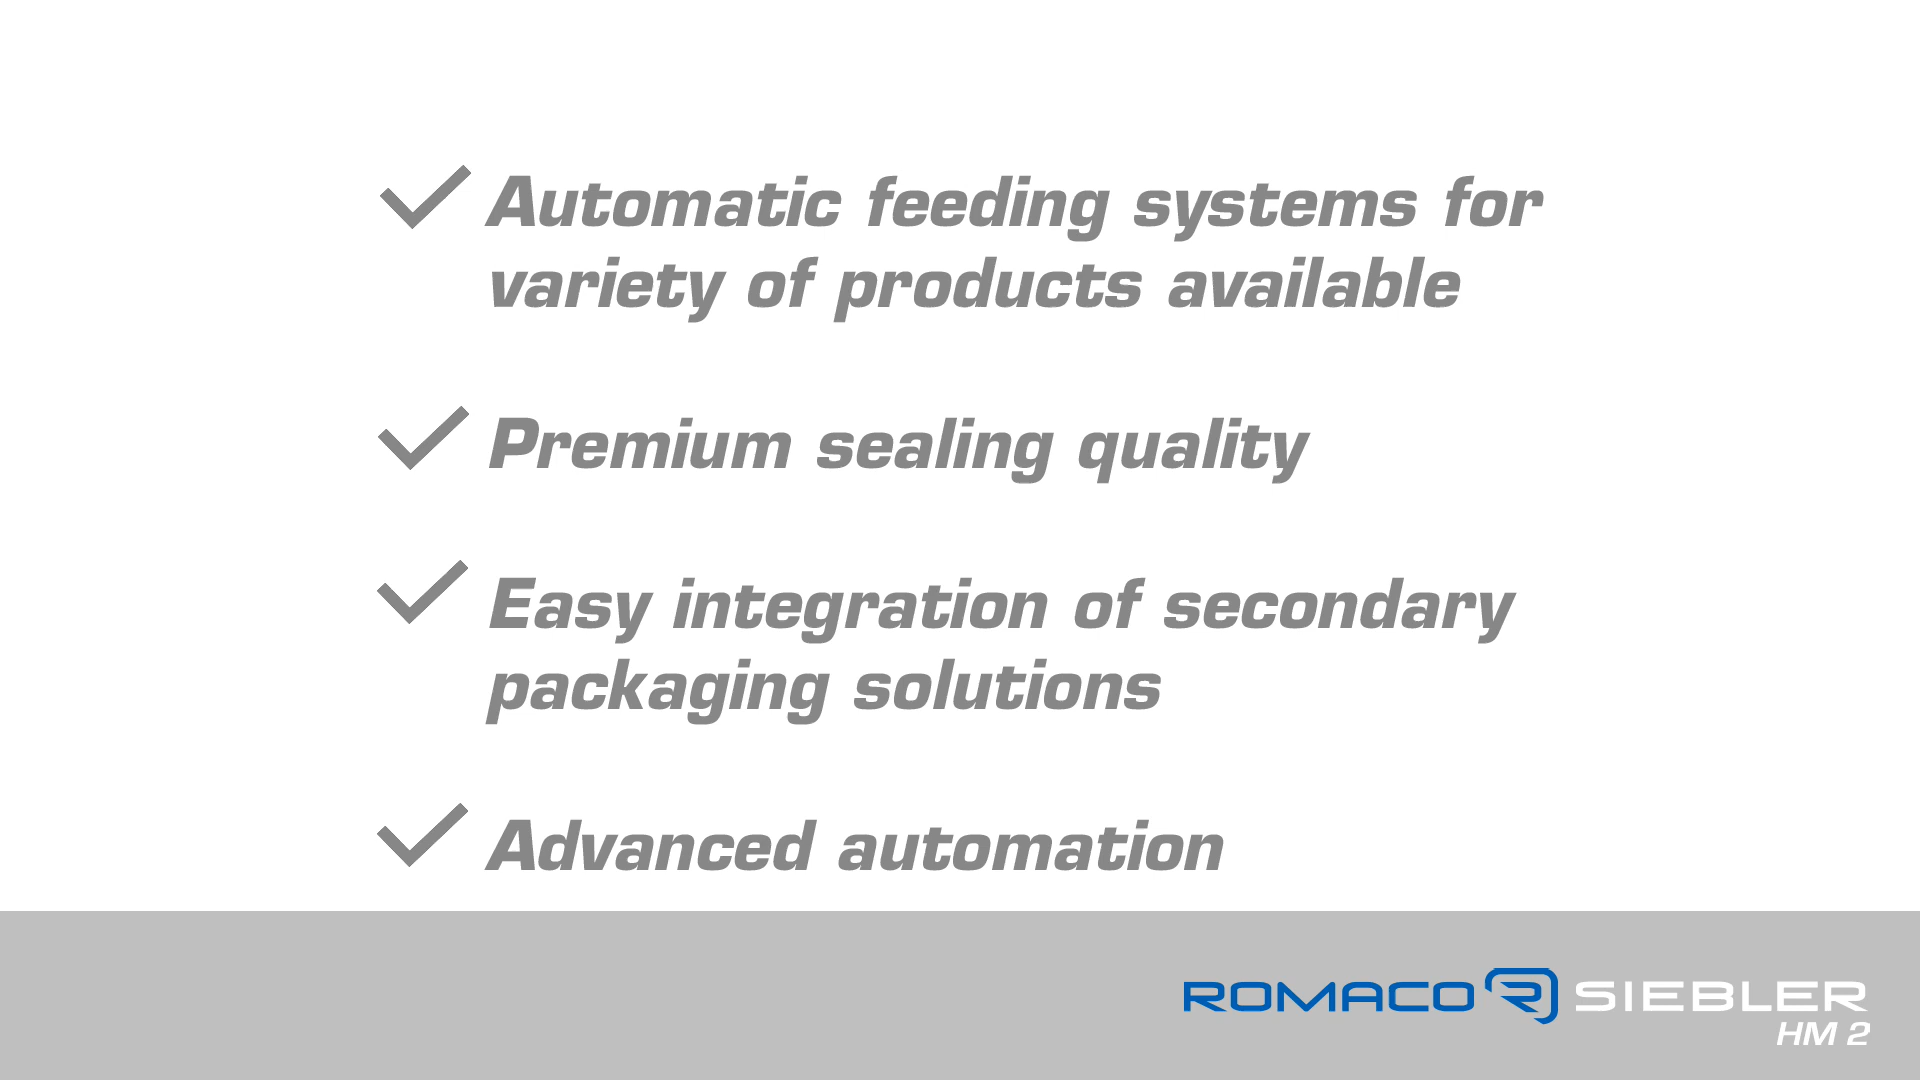 Automatic feeding systems for
variety of products available
Premium sealing quality
Easy integration of secondary
packaging solutions
Advanced automation
ROMACO SIEBLER
HM 2